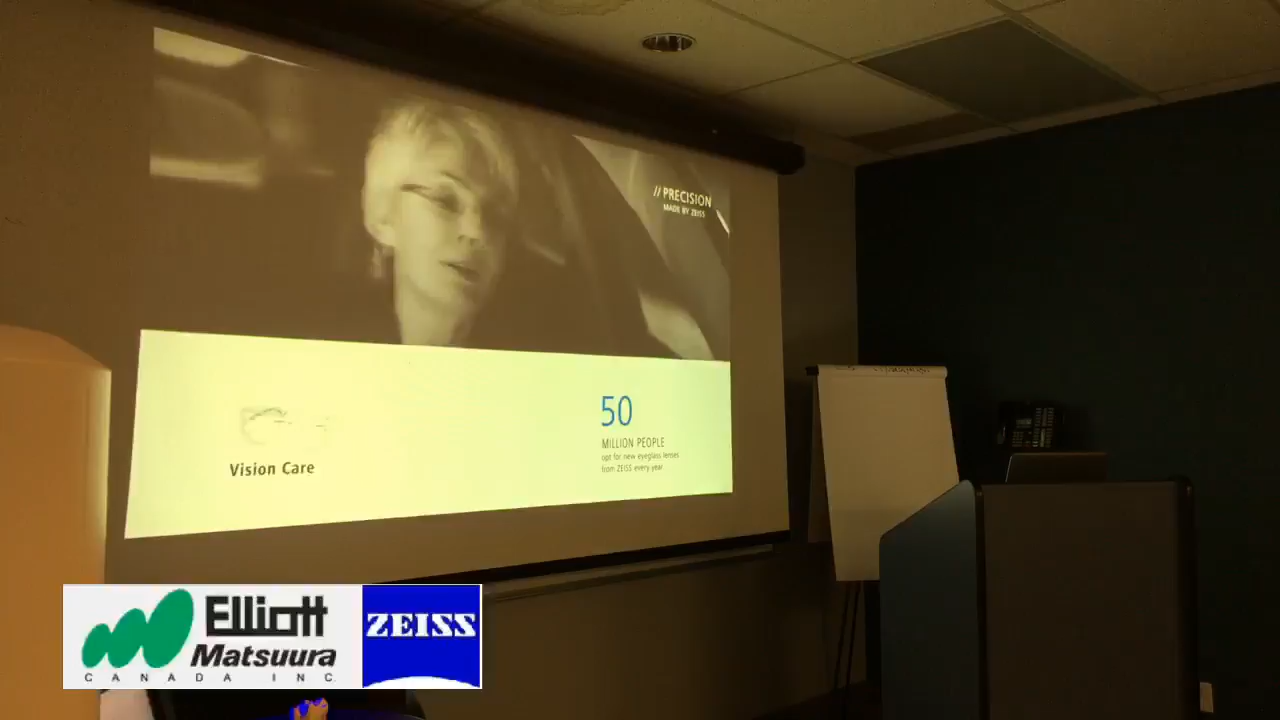 // PRECISION
MADE BY ZEISS
50
MILLION PEOPLE
opt for new eyeglass lenses
from ZEISS every year
Vision Care
Elliott
Matsuura
CANADA INC.
ZEISS